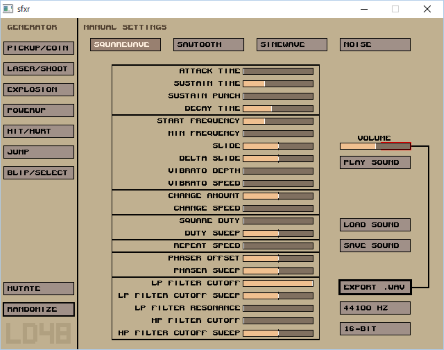 sfxr
GENERATOR
MANUAL SETTINGS
PICKUP/COIN
LASER/SHOOT
EXPLOSION
POWERUP
HIT/HURT
JUMP
BLIP/SELECT
MUTATE
RANDOMIZE
LD48
SQUAREWAVE
SAWTOOTH
SINEWAVE
NOISE
ATTACK TIME
SUSTAIN TIME
SUSTAIN PUNCH
DECAY TIME
START FREQUENCY
MIN FREQUENCY
SLIDE
DELTA SLIDE
VIBRATO DEPTH
VIBRATO SPEED
CHANGE AMOUNT
CHANGE SPEED
SQUARE DUTY
DUTY SWEEP
REPEAT SPEED
PHASER OFFSET
PHASER SWEEP
LP FILTER CUTOFF
LP FILTER CUTOFF SWEEP
LP FILTER RESONANCE
HP FILTER CUTOFF
HP FILTER CUTOFF SWEEP
VOLUME
PLAY SOUND
LOAD SOUND
SAVE SOUND
EXPORT .WAV
44100 HZ
16-BIT